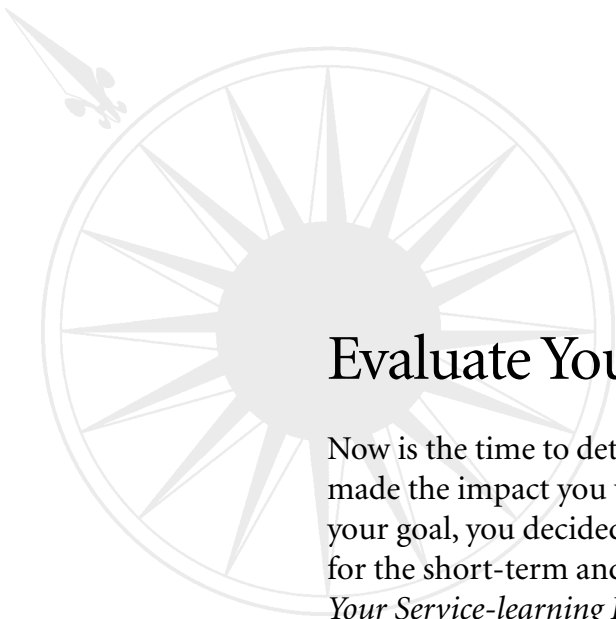 Evaluate You
Now is the time to det
made the impact you
your goal, you decided
for the short-term and
Your Service-learning